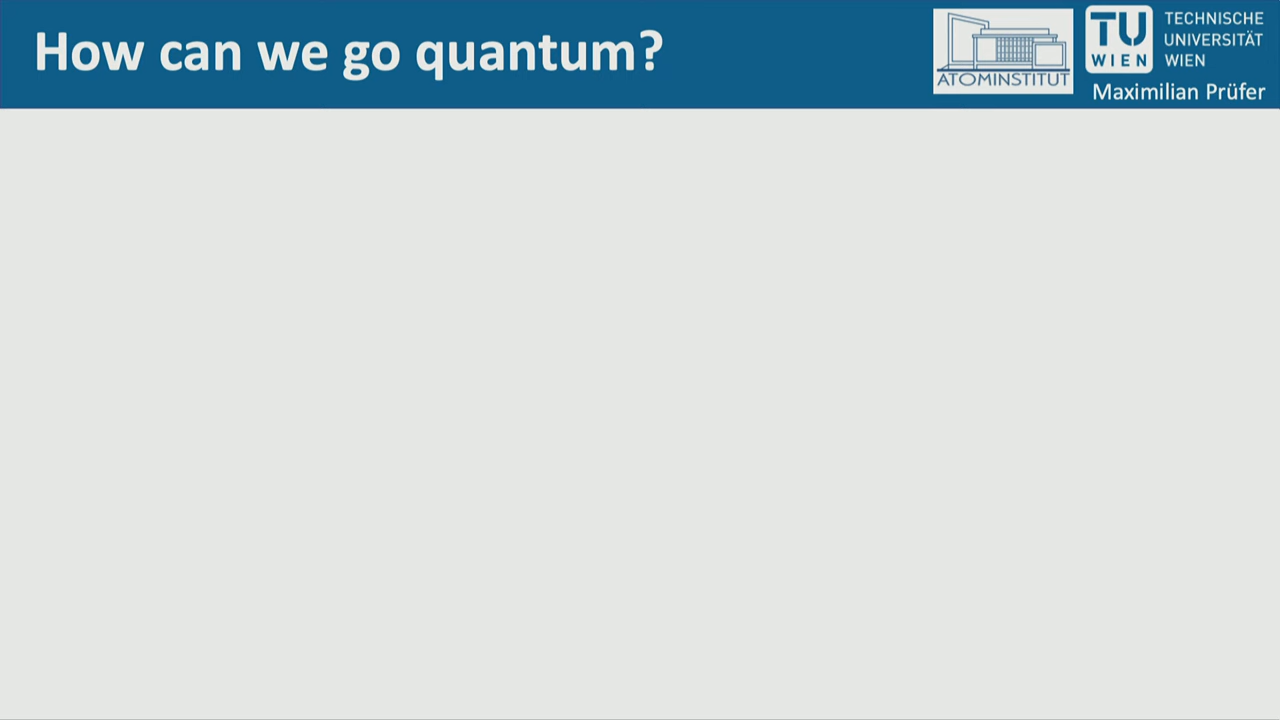 How can we go quantum?
ATOMINSTITUT
TU
WIEN
TECHNISCHE
UNIVERSITÄT
WIEN
Maximilian Prüfer